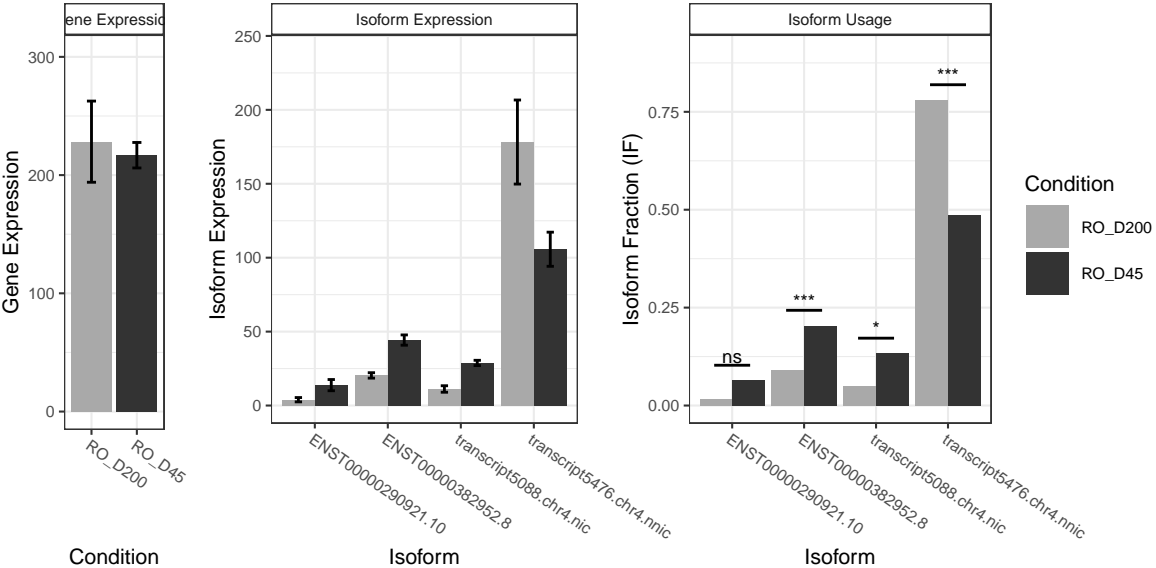 ene Expressio
Gene Expression
300
200
100
0
RO_D200
RO_D45
Condition
Isoform Expression
Isoform Expression
250
200
150
100
50
0
ENST00000290921.10
ENST00000382952.8
transcript5088.chr4.nic
transcript5476.chr4.nnic
Isoform
Isoform Usage
Isoform Fraction (IF)
0.75
0.50
0.25
0.00
ns
***
*
***
ENST00000290921.10
ENST00000382952.8
transcript5088.chr4.nic
transcript5476.chr4.nnic
Isoform
Condition
RO_D200
RO_D45